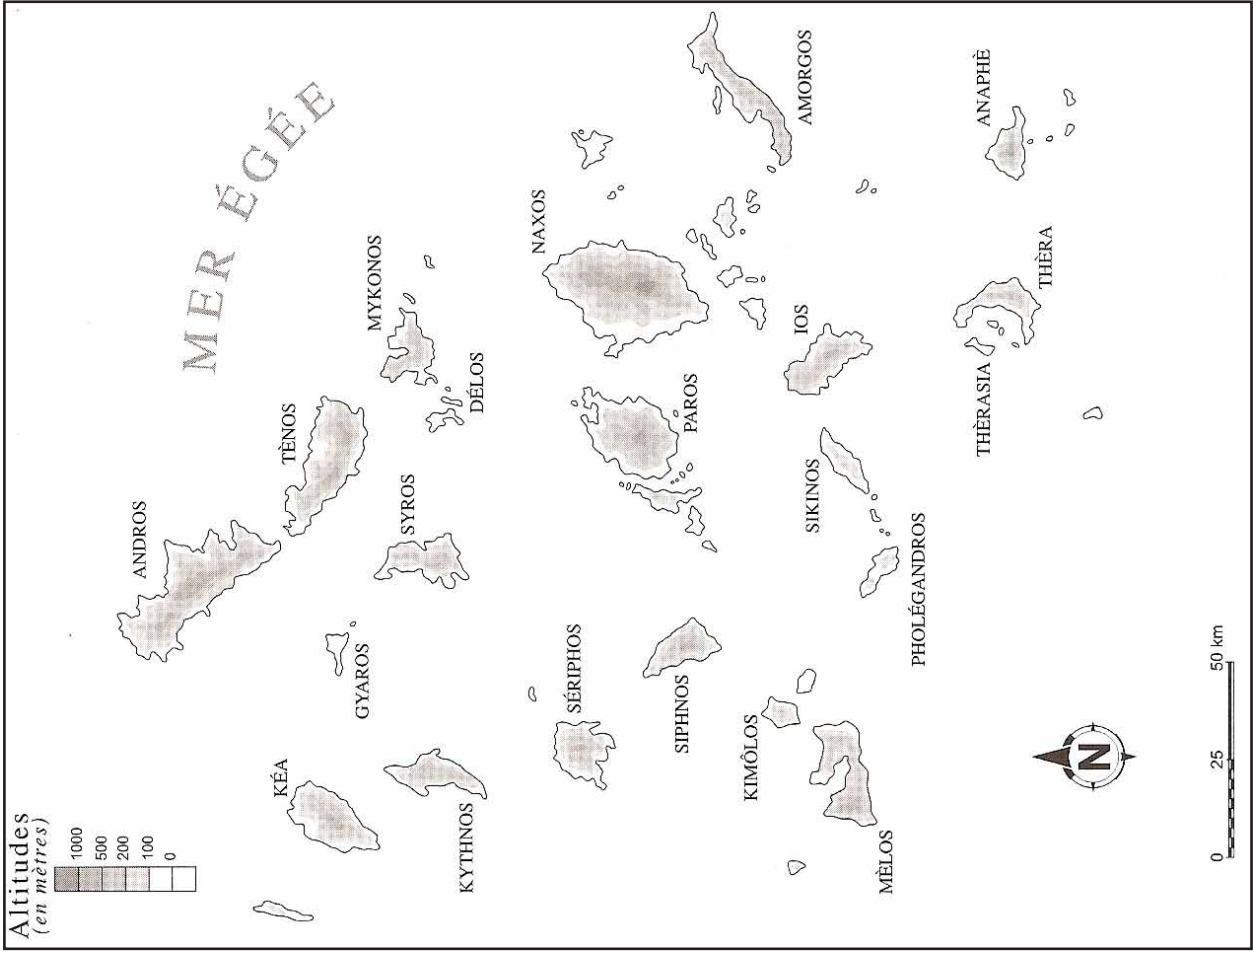 Altitudes
(en mètres)
1000
500
200
100
0
ANDROS
MER ÉGÉE
KÉA
TÈNOS
GYAROS
MYKONOS
SYROS
KYTHNOS
DÉLOS
NAXOS
SÉRIPHOS
SIPHNOS
PAROS
KIMÔLOS
IOS
AMORGOS
SIKINOS
MÈLOS
PHOLÉGANDROS
THÈRASIA
ANAPHÈ
THÈRA
N
0 25 50 km